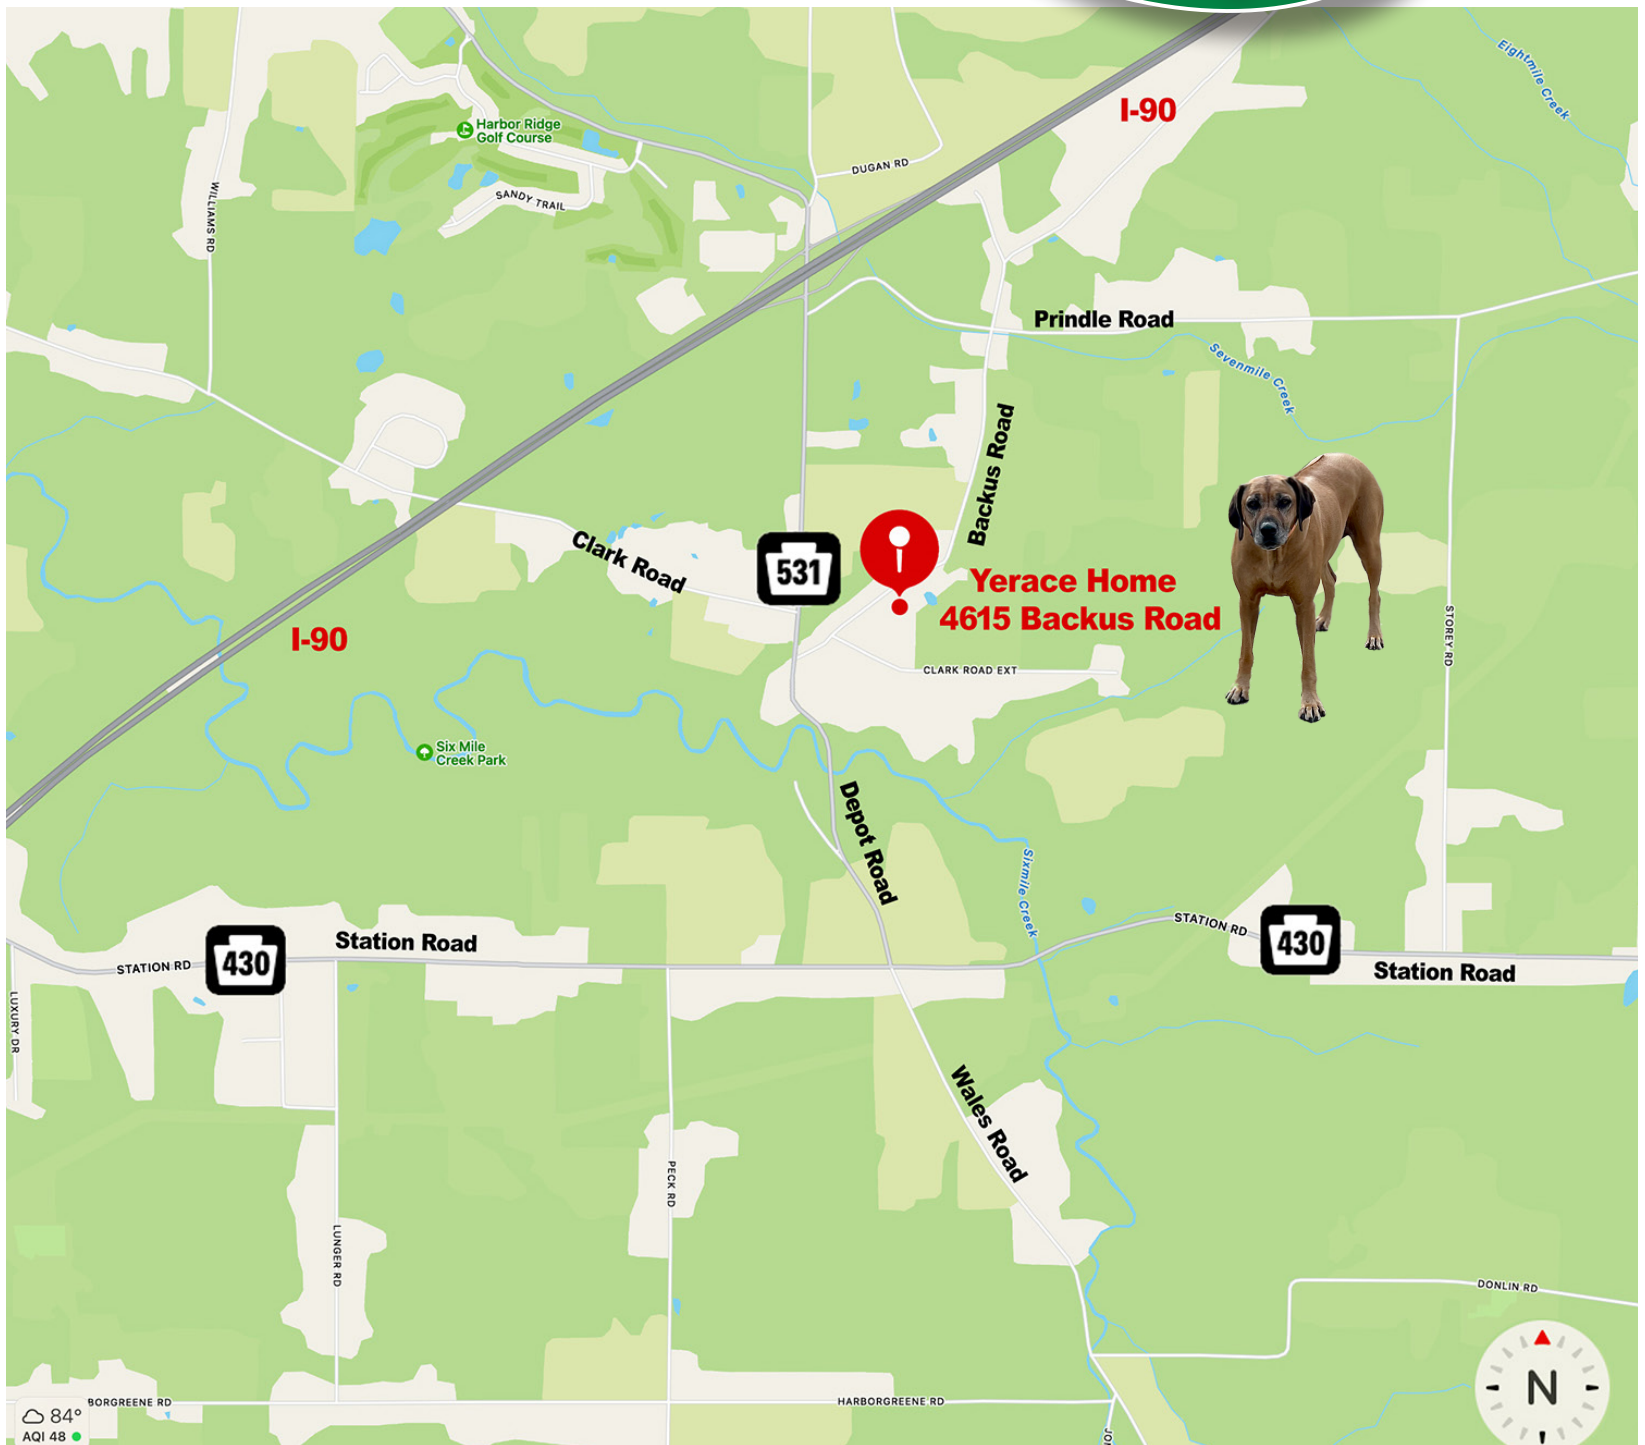 Eightmile Creek
I-90
Harbor Ridge
Golf Course
DUGAN RD
WILLIAMS RD
SANDY TRAIL
Prindle Road
Sevenmile Creek
Backus Road
Clark Road
531
Yerace Home
4615 Backus Road
I-90
STOREY RD
CLARK ROAD EXT
Six Mile
Creek Park
Depot Road
Sixmile Creek
STATION RD
430
Station Road
STATION RD
430
Station Road
LUXURY DR
Wales Road
PECK RD
LUNGER RD
DONLIN RD
N
BORGREENE RD
HARBORGREENE RD
84°
AQI 48